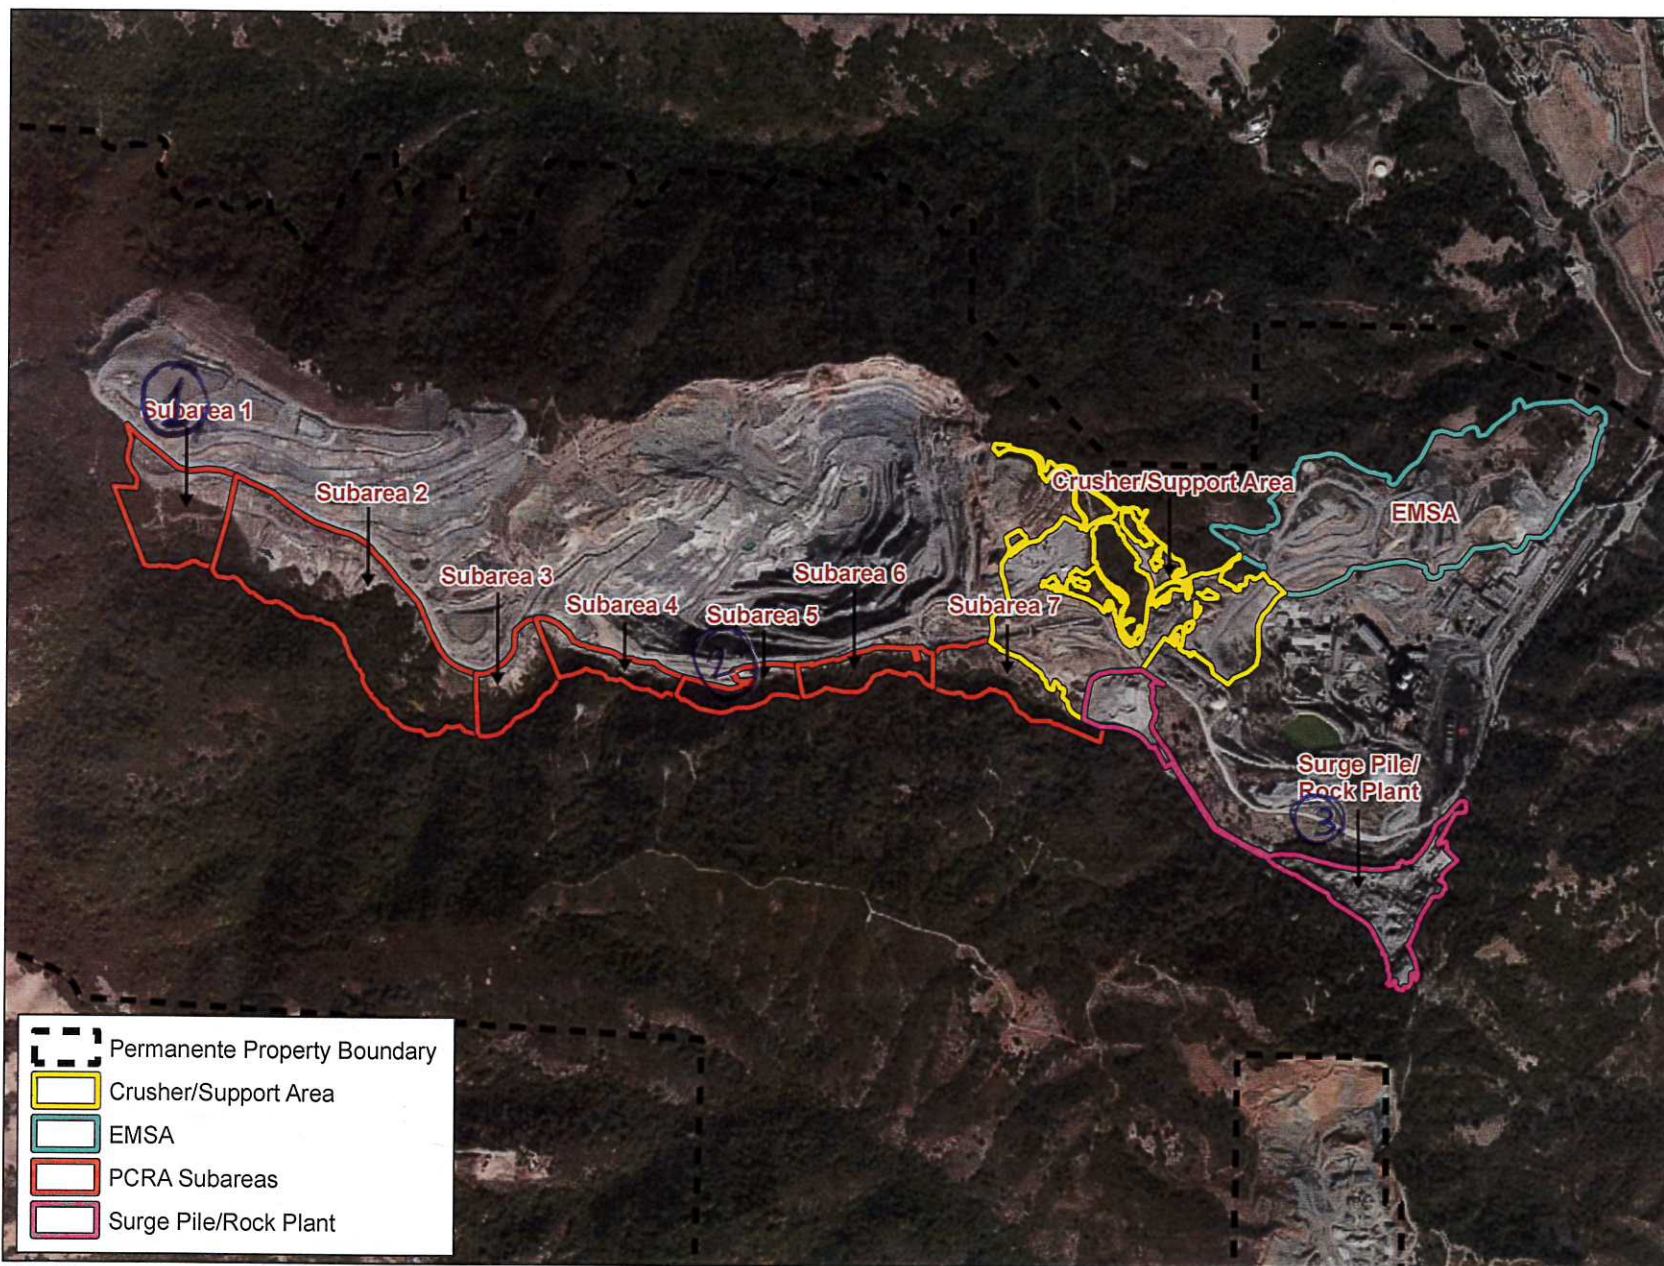 1
Subarea 1
Subarea 2
Crusher/Support Area
EMSA
Subarea 3
Subarea 4
Subarea 5
Subarea 6
Subarea 7
2
Surge Pile/
Rock Plant
3
Permanente Property Boundary
Crusher/Support Area
EMSA
PCRA Subareas
Surge Pile/Rock Plant